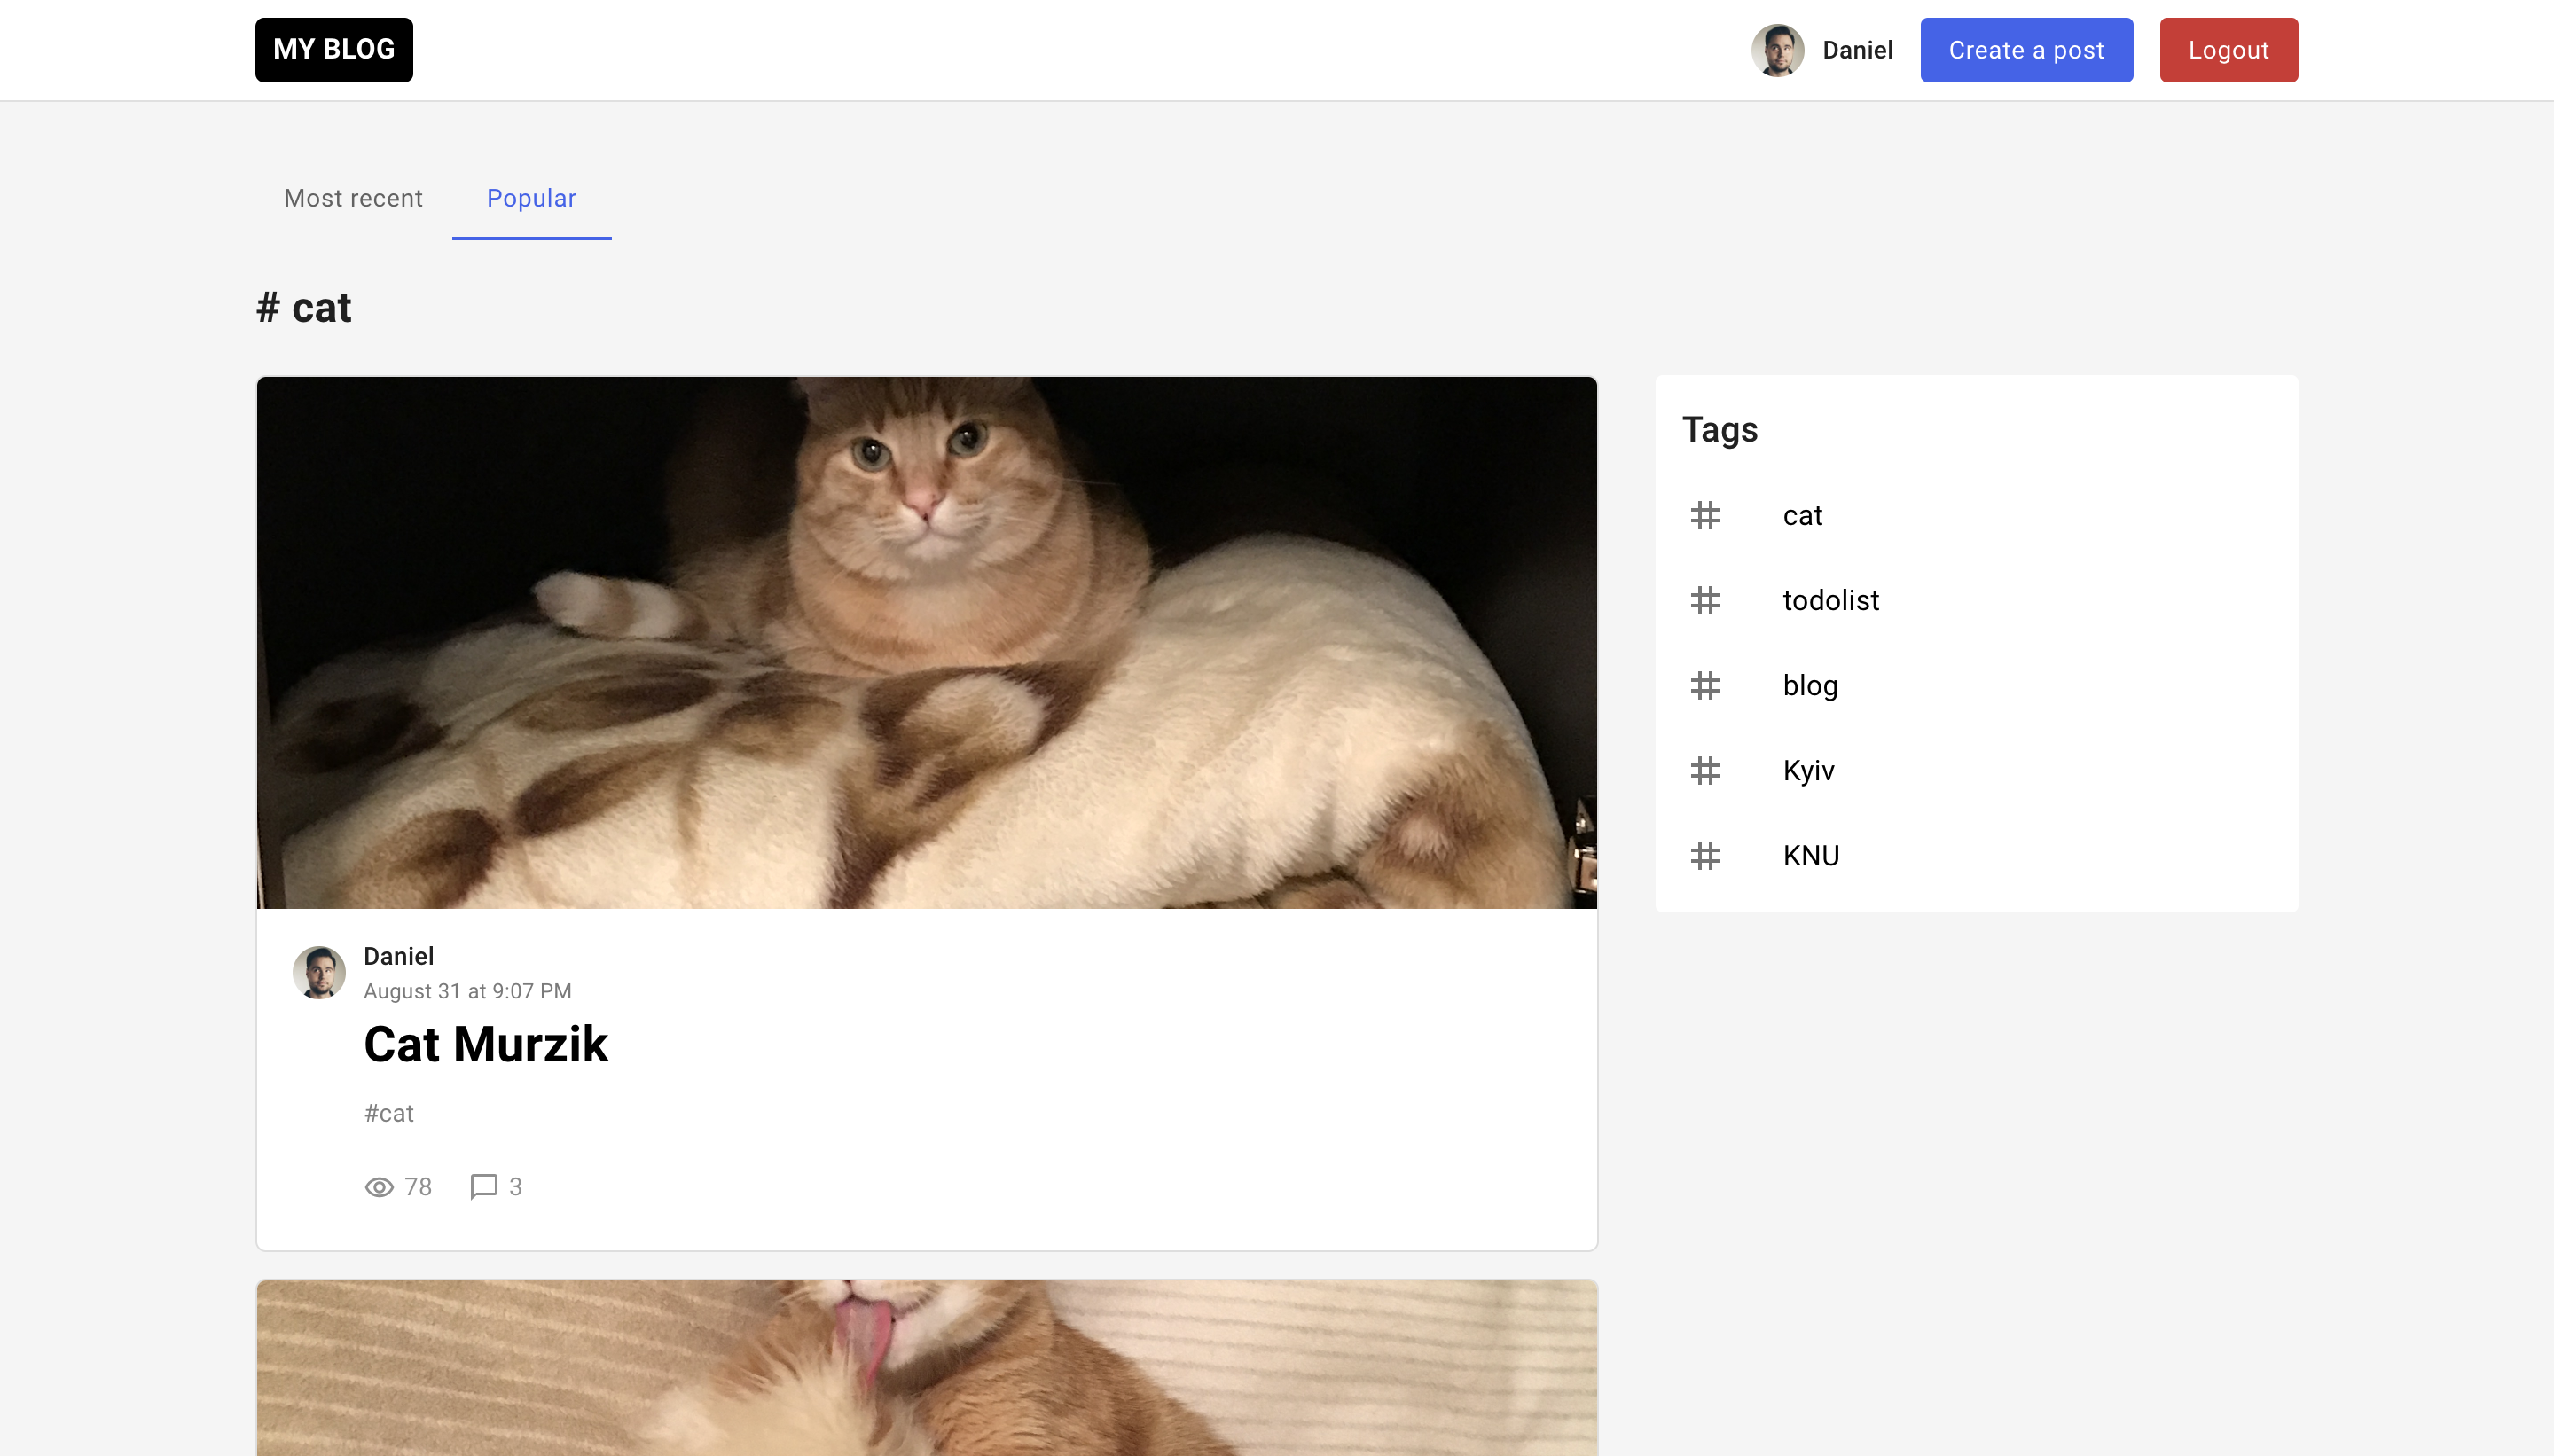 MY BLOG
Daniel
Create a post
Logout
Most recent
Popular
# cat
Tags
# cat
# todolist
# blog
# Kyiv
# KNU
Daniel
August 31 at 9:07 PM
Cat Murzik
#cat
78
3